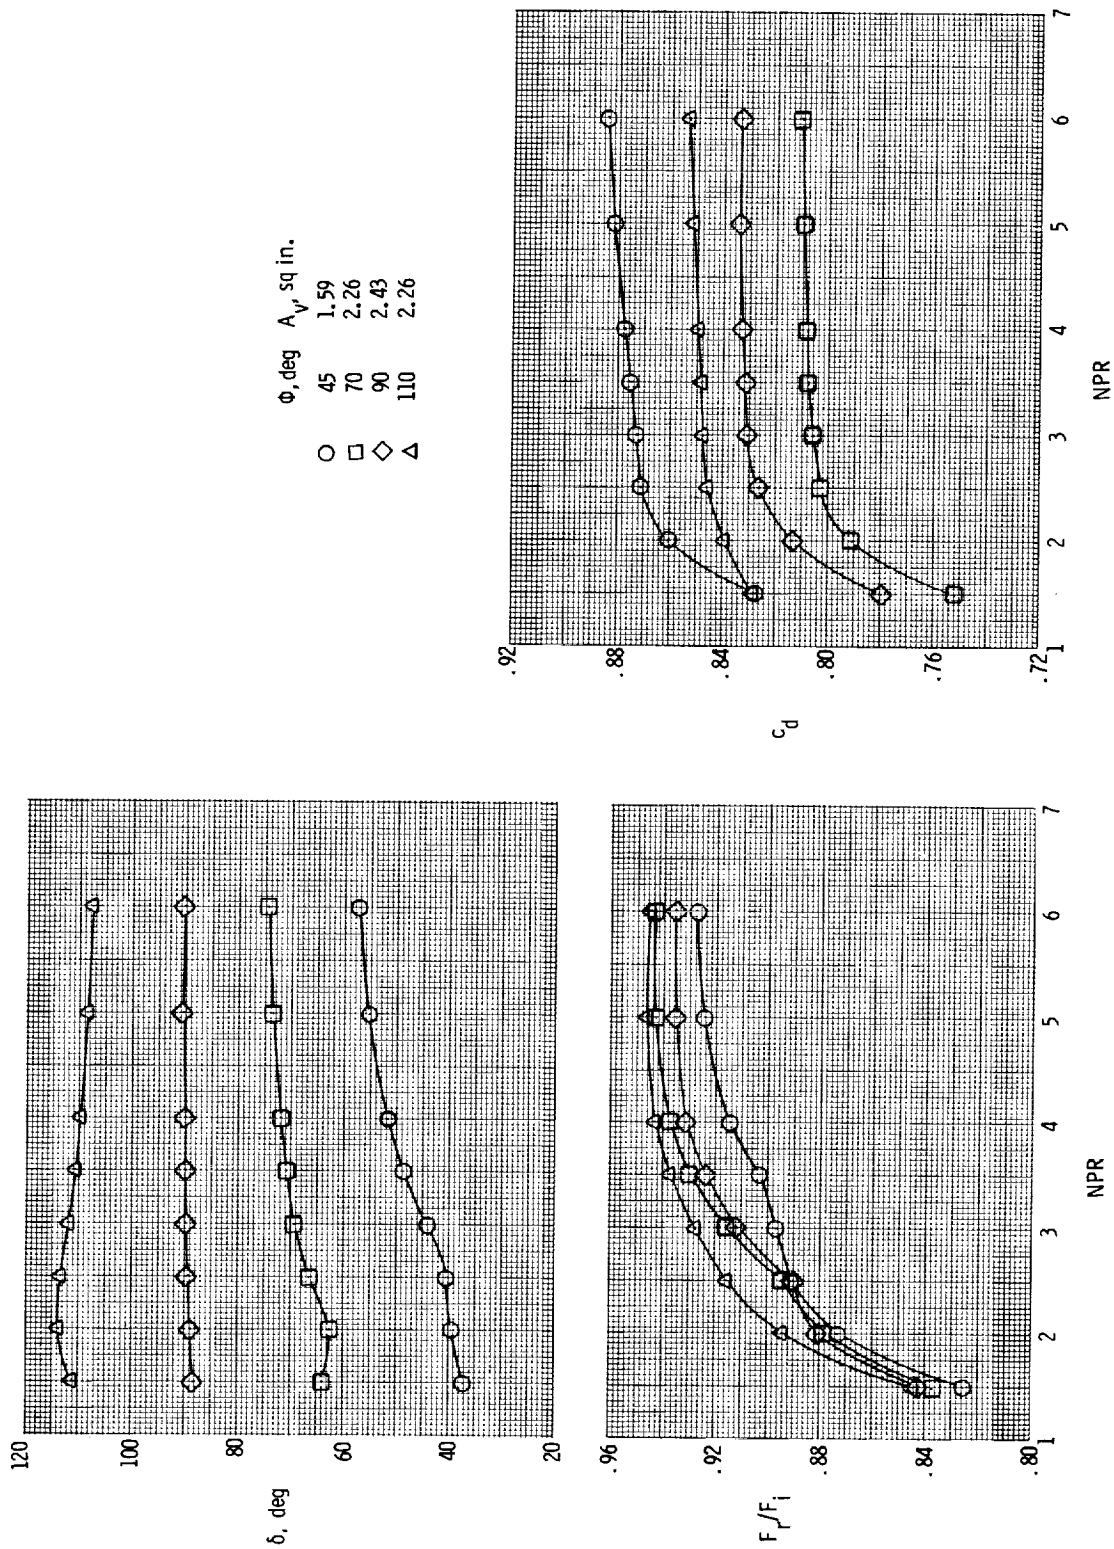 Φ, deg A_v, sq in.
○ 45 1.59
□ 70 2.26
◇ 90 2.43
△ 110 2.26
120
100
80
60
40
20
δ, deg
.96
.92
.88
.84
.80
F_r/F_i
1 2 3 4 5 6 7
NPR
.92
.88
.84
.80
.76
.72
c_d
1 2 3 4 5 6 7
NPR